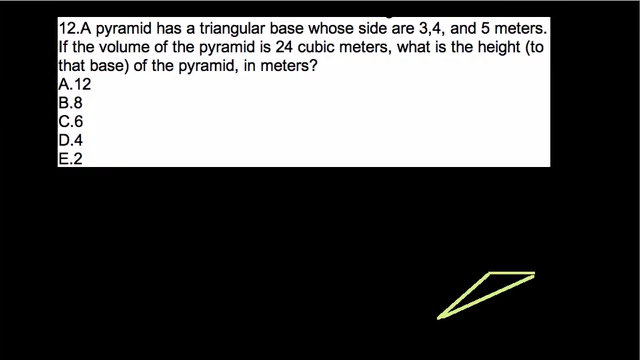 12.A pyramid has a triangular base whose side are 3,4, and 5 meters.
If the volume of the pyramid is 24 cubic meters, what is the height (to
that base) of the pyramid, in meters?
A.12
B.8
C.6
D.4
E.2